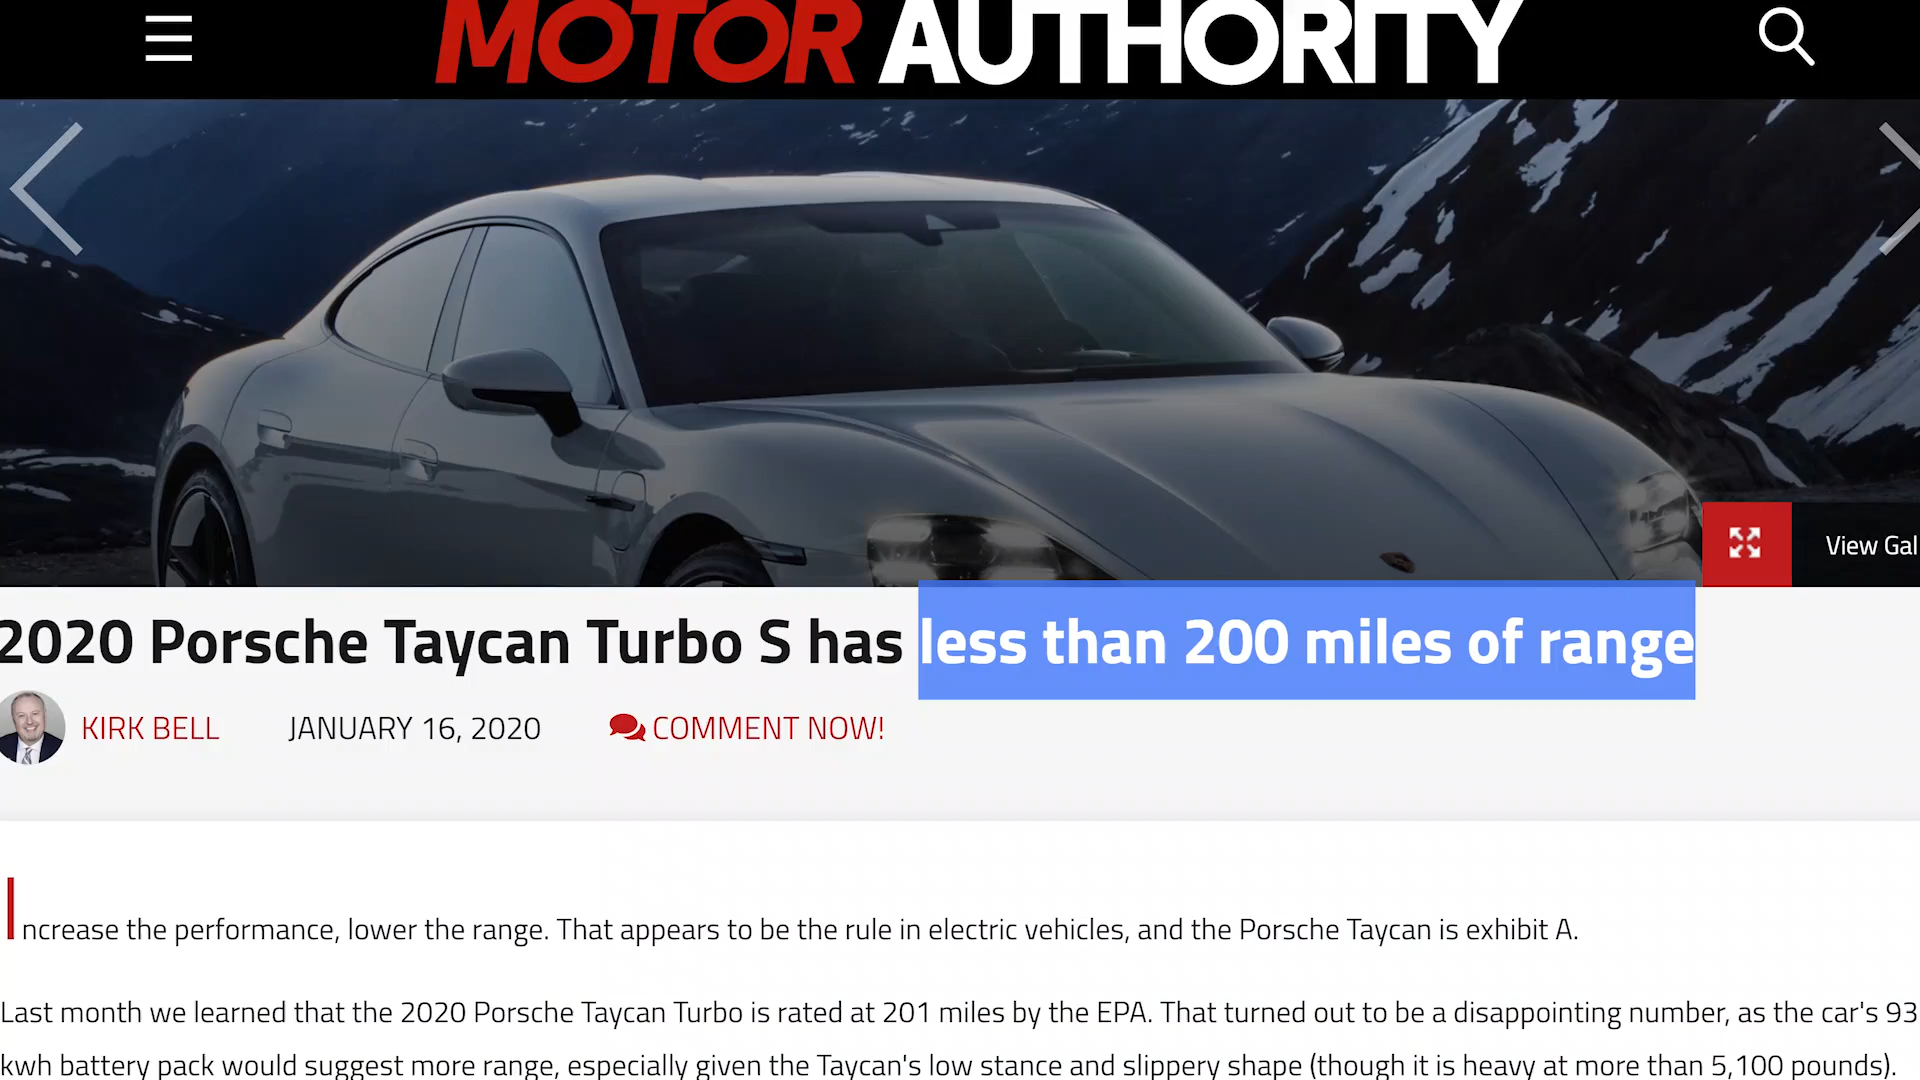 MOTOR AUTHORITY
View Gal
2020 Porsche Taycan Turbo S has less than 200 miles of range
KIRK BELL JANUARY 16, 2020 COMMENT NOW!
Increase the performance, lower the range. That appears to be the rule in electric vehicles, and the Porsche Taycan is exhibit A.
Last month we learned that the 2020 Porsche Taycan Turbo is rated at 201 miles by the EPA. That turned out to be a disappointing number, as the car's 93
kwh battery pack would suggest more range, especially given the Taycan's low stance and slippery shape (though it is heavy at more than 5,100 pounds).